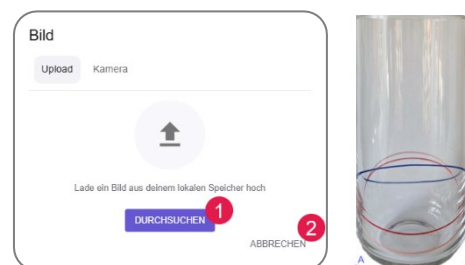 Bild
Upload Kamera
Lade ein Bild aus deinem lokalen Speicher hoch
DURCHSUCHEN 1
2
ABBRECHEN
A